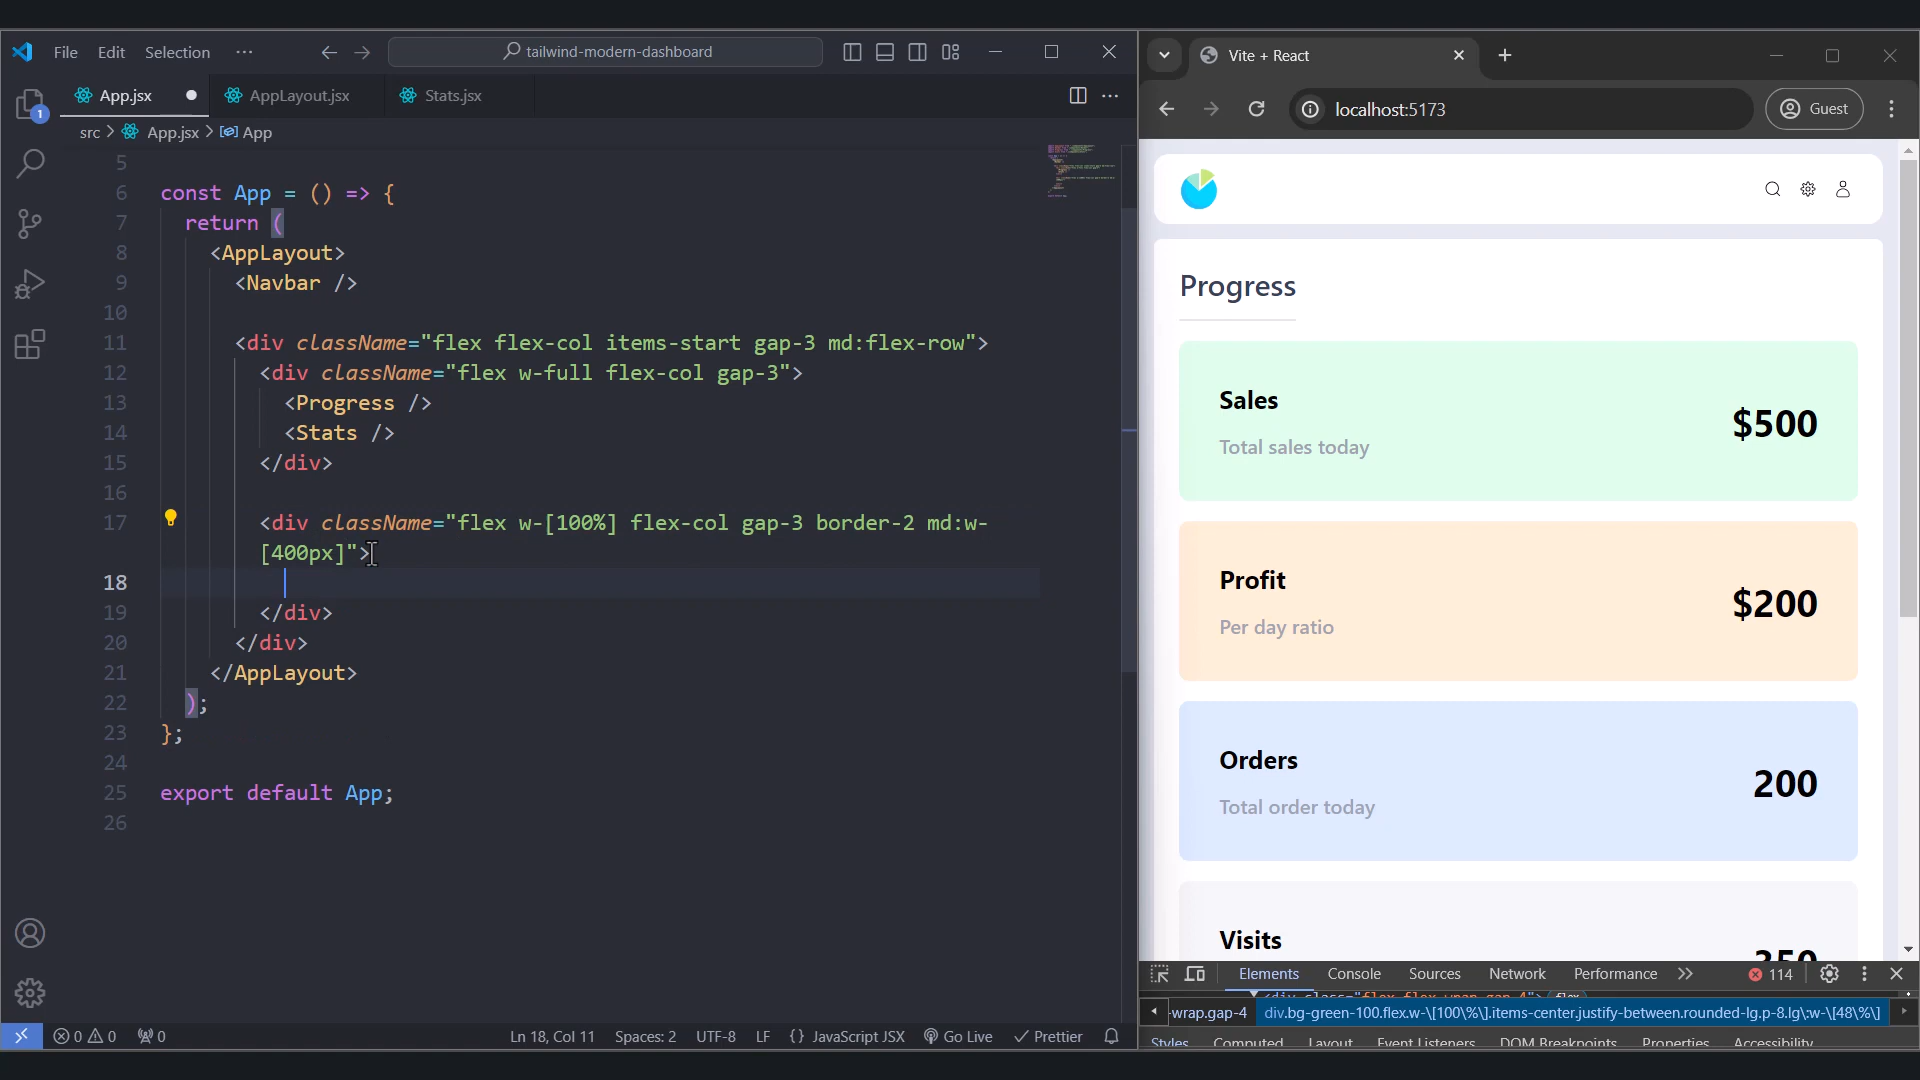 File Edit Selection ··· tailwind-modern-dashboard
App.jsx AppLayout.jsx Stats.jsx
src > App.jsx > App
5
6 const App = () => {
7 return (
8 <AppLayout>
9 <Navbar />
10
11 <div className="flex flex-col items-start gap-3 md:flex-row">
12 <div className="flex w-full flex-col gap-3">
13 <Progress />
14 <Stats />
15 </div>
16
17 <div className="flex w-[100%] flex-col gap-3 border-2 md:w-
[400px]">
18
19 </div>
20 </div>
21 </AppLayout>
22 );
23 };
24
25 export default App;
26
1
0 0 0 Ln 18, Col 11 Spaces: 2 UTF-8 LF {} JavaScript JSX Go Live Prettier
Vite + React
localhost:5173 Guest
Progress
Sales
Total sales today
$500
Profit
Per day ratio
$200
Orders
Total order today
200
Visits
Elements Console Sources Network Performance 114
-wrap.gap-4 div.bg-green-100.flex.w-\[100\%\].items-center.justify-between.rounded-lg.p-8.lg\:w-\[48\%\]
Styles Computed Layout Event Listeners DOM Breakpoints Properties Accessibility